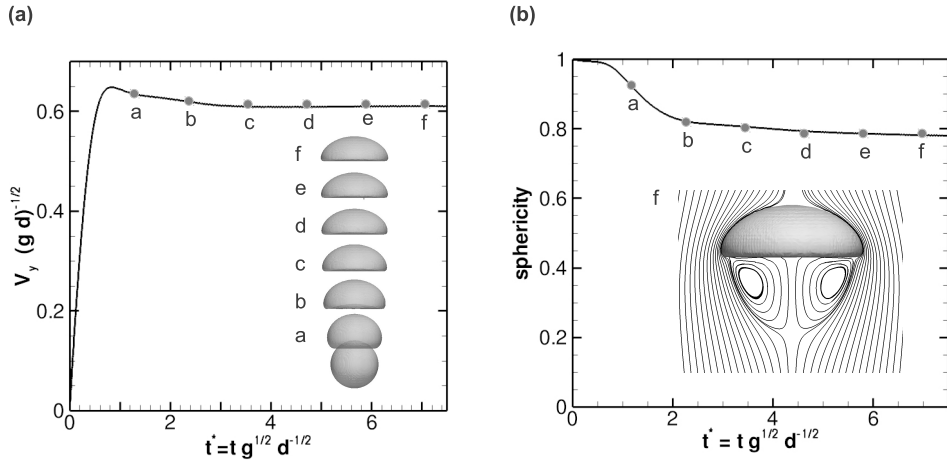 (a)
(b)
0.6
0.4
0.2
0
V_y (g d)^-1/2
a b c d e f
f
e
d
c
b
a
0 2 4 6
t*=t g^1/2 d^-1/2
1
0.8
0.6
0.4
0.2
0
sphericity
a
b c d e f
f
0 2 4 6
t* = t g^1/2 d^-1/2